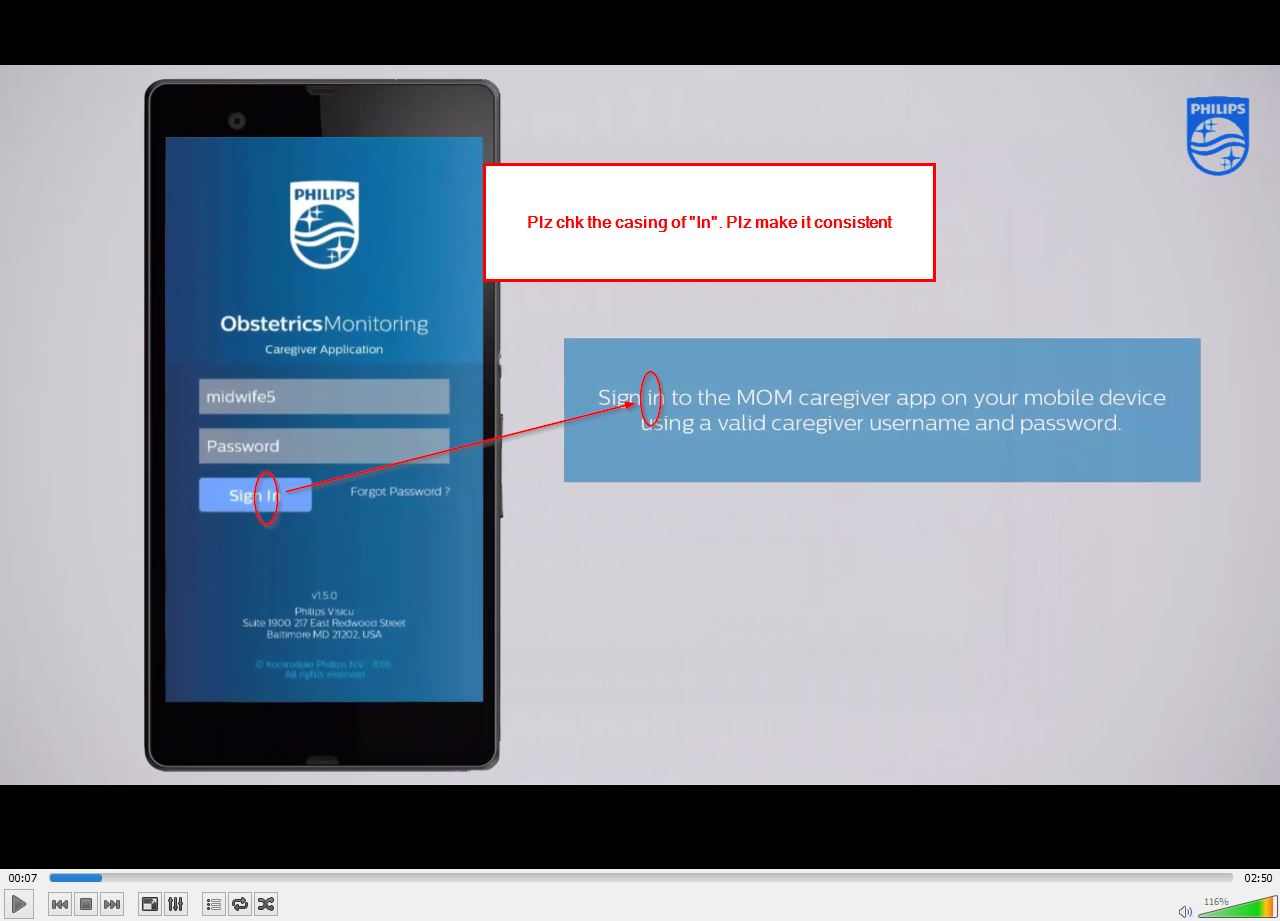 PHILIPS
PHILIPS
Plz chk the casing of "In". Plz make it consistent
ObstetricsMonitoring
Caregiver Application
midwife5
Sign in to the MOM caregiver app on your mobile device
using a valid caregiver username and password.
Password
Sign In
Forgot Password ?
v1.5.0
Philips Visicu
Suite 1900 217 East Redwood Street
Baltimore MD 21202, USA
© Koninklijke Philips N.V.
All rights reserved
00:07
02:50
116%